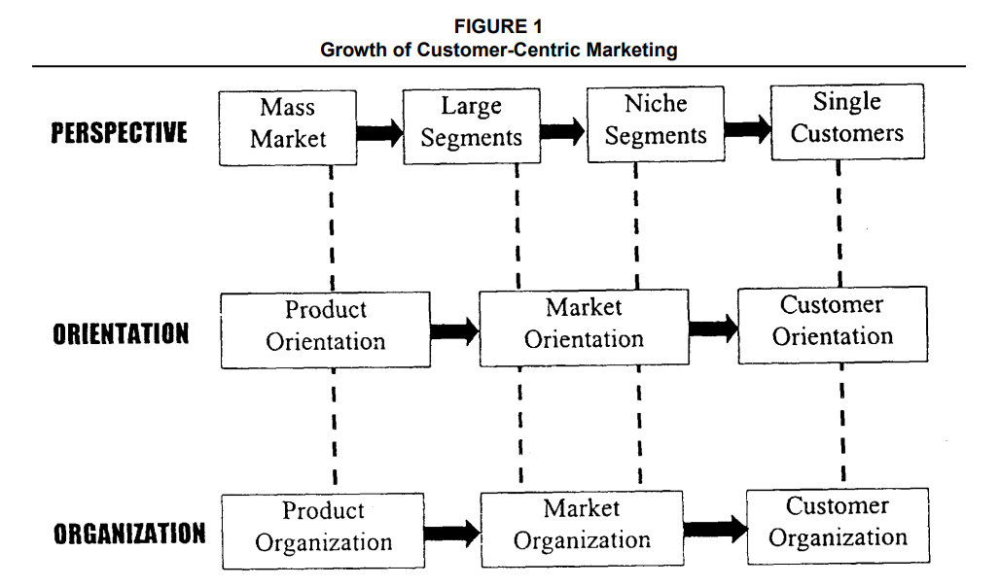 FIGURE 1
Growth of Customer-Centric Marketing
PERSPECTIVE
Mass
Market
Large
Segments
Niche
Segments
Single
Customers
ORIENTATION
Product
Orientation
Market
Orientation
Customer
Orientation
ORGANIZATION
Product
Organization
Market
Organization
Customer
Organization